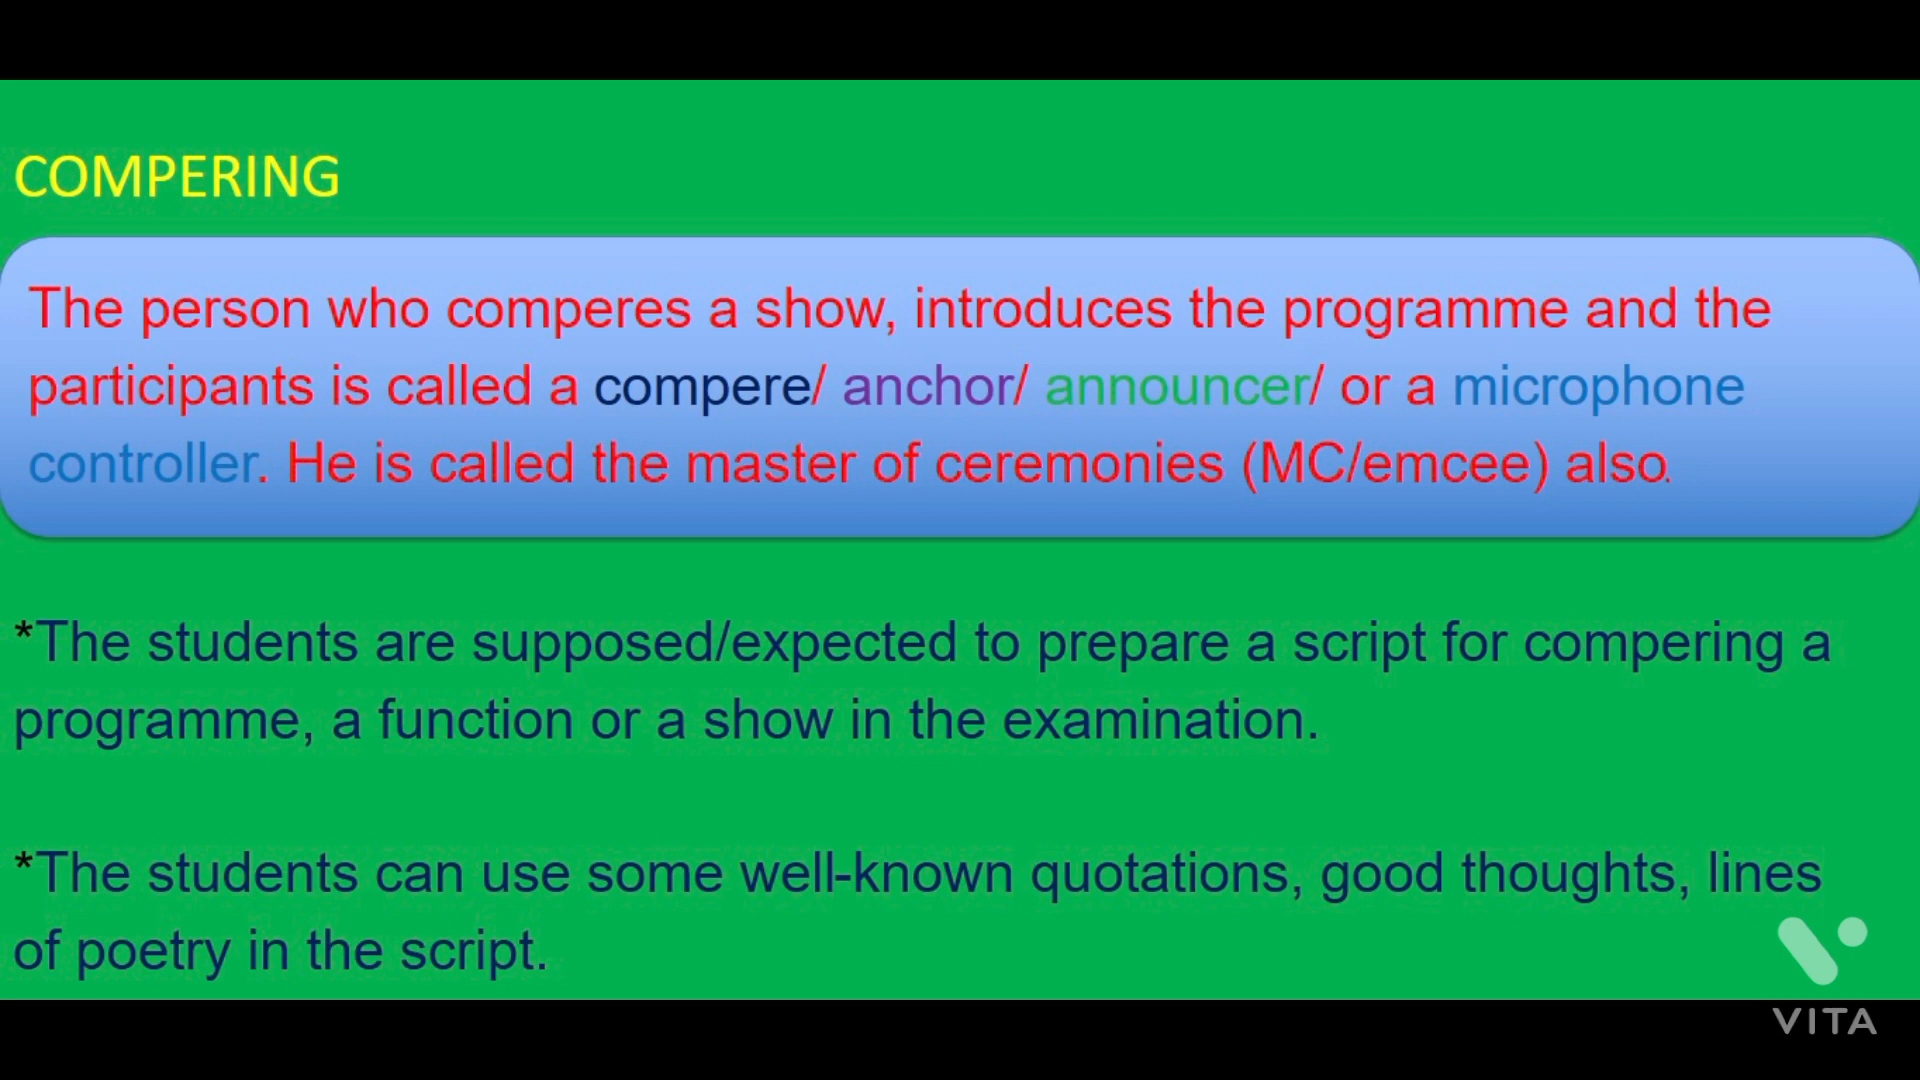 COMPERING
The person who comperes a show, introduces the programme and the
participants is called a compere/ anchor/ announcer/ or a microphone
controller. He is called the master of ceremonies (MC/emcee) also.
*The students are supposed/expected to prepare a script for compering a
programme, a function or a show in the examination.
*The students can use some well-known quotations, good thoughts, lines
of poetry in the script.
VITA